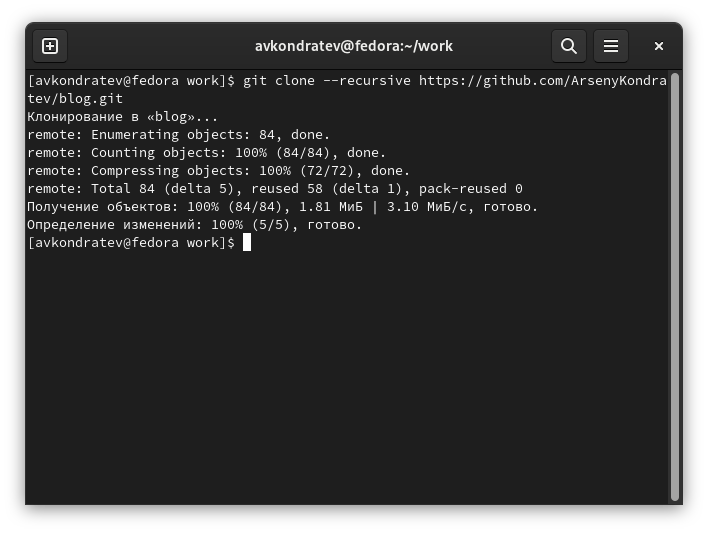 avkondratev@fedora:~/work
[avkondratev@fedora work]$ git clone --recursive https://github.com/ArsenyKondra
tev/blog.git
Клонирование в «blog»...
remote: Enumerating objects: 84, done.
remote: Counting objects: 100% (84/84), done.
remote: Compressing objects: 100% (72/72), done.
remote: Total 84 (delta 5), reused 58 (delta 1), pack-reused 0
Получение объектов: 100% (84/84), 1.81 МиБ | 3.10 МиБ/с, готово.
Определение изменений: 100% (5/5), готово.
[avkondratev@fedora work]$